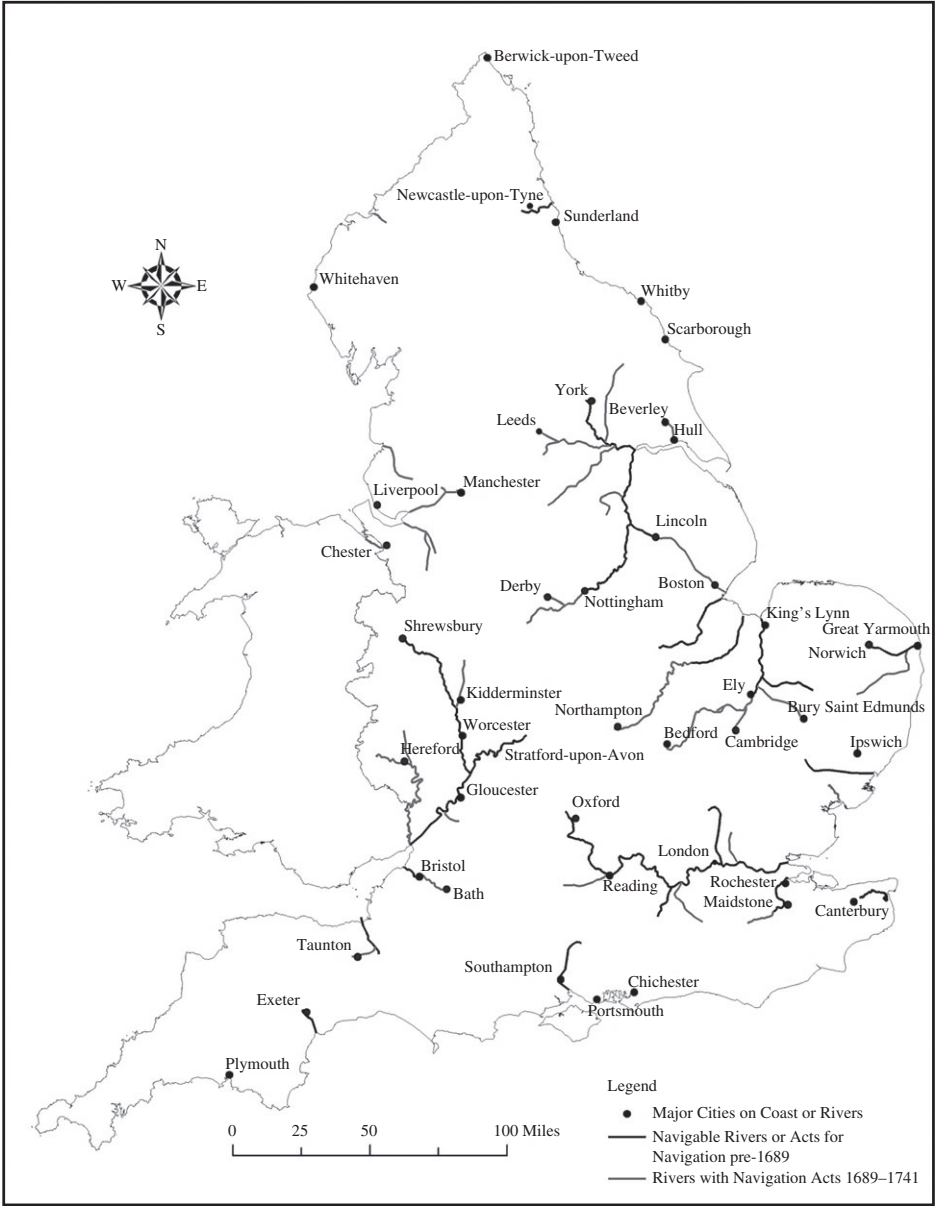 Berwick-upon-Tweed
Newcastle-upon-Tyne
Sunderland
N
W
E
S
Whitehaven
Whitby
Scarborough
York
Beverley
Leeds
Hull
Manchester
Liverpool
Lincoln
Chester
Derby
Boston
Nottingham
King's Lynn
Shrewsbury
Great Yarmouth
Norwich
Ely
Kidderminster
Bury Saint Edmunds
Northampton
Worcester
Bedford
Cambridge
Ipswich
Hereford
Stratford-upon-Avon
Gloucester
Oxford
London
Bristol
Reading
Rochester
Bath
Maidstone
Canterbury
Taunton
Southampton
Chichester
Exeter
Portsmouth
Plymouth
Legend
Major Cities on Coast or Rivers
Navigable Rivers or Acts for
Navigation pre-1689
Rivers with Navigation Acts 1689–1741
0 25 50 100 Miles